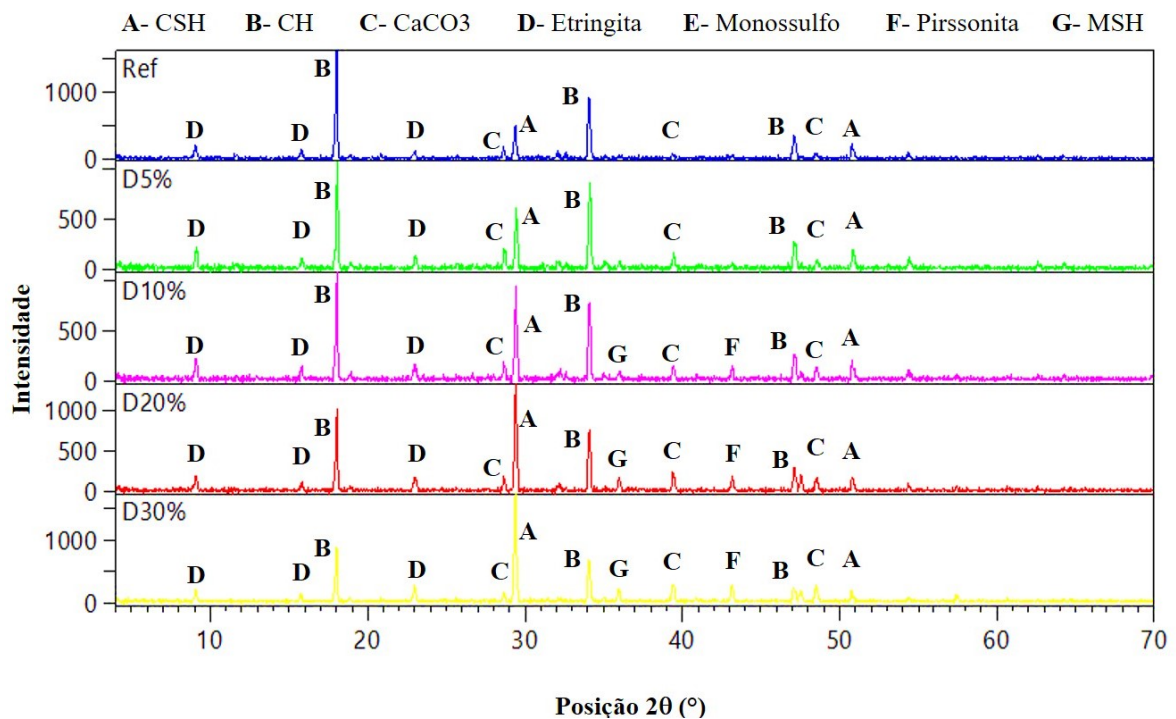 A- CSH B- CH C- CaCO3 D- Etringita E- Monossulfo F- Pirssonita G- MSH
Intensidade
Ref
1000
0
D D B D C A B C B C A
D5%
500
0
D D B D C A B C B C A
D10%
500
0
D D B D C A B G C F B C A
D20%
1000
500
0
D D B D C A B G C F B C A
D30%
1000
0
D D B D C A B G C F B C A
10 20 30 40 50 60 70
Posição 2θ (°)